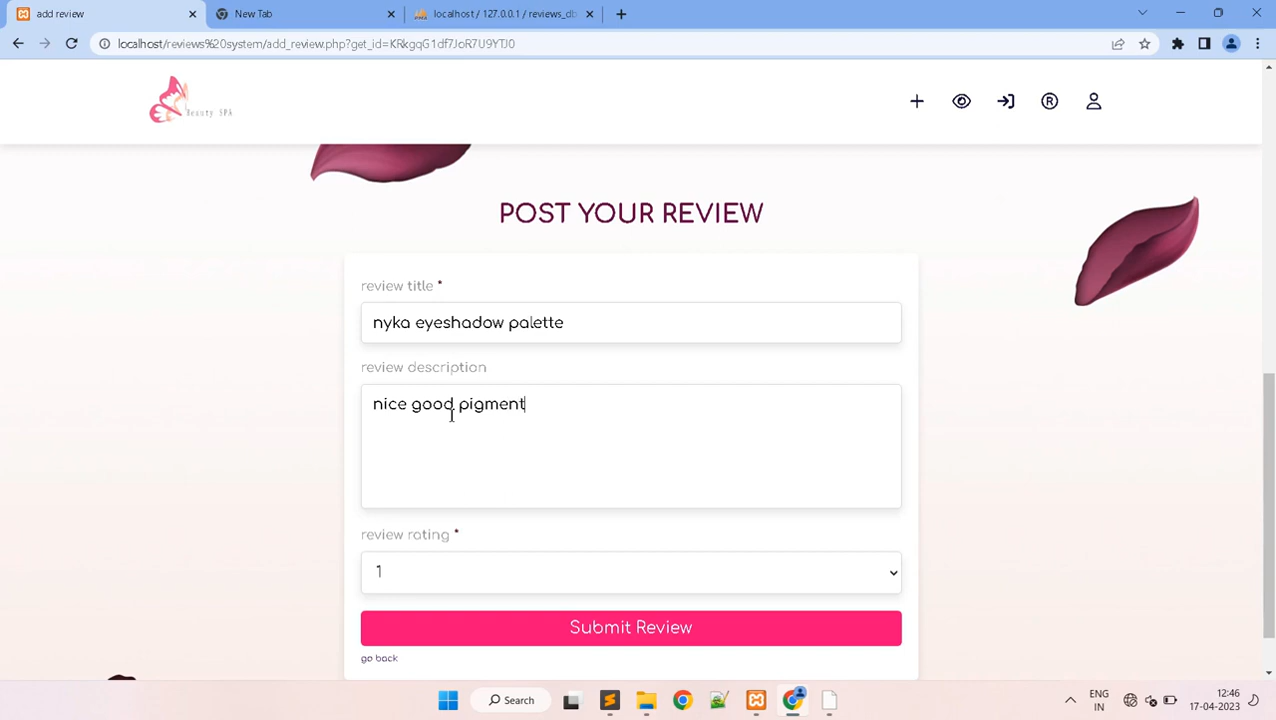 add review
New Tab
localhost / 127.0.0.1 / reviews_db
localhost/reviews%20system/add_review.php?get_id=KRkgqG1df7JoR7U9YTJ0
Beauty SPA
POST YOUR REVIEW
review title *
nyka eyeshadow palette
review description
nice good pigment
review rating *
1
Submit Review
go back
Search
ENG
IN
12:46
17-04-2023